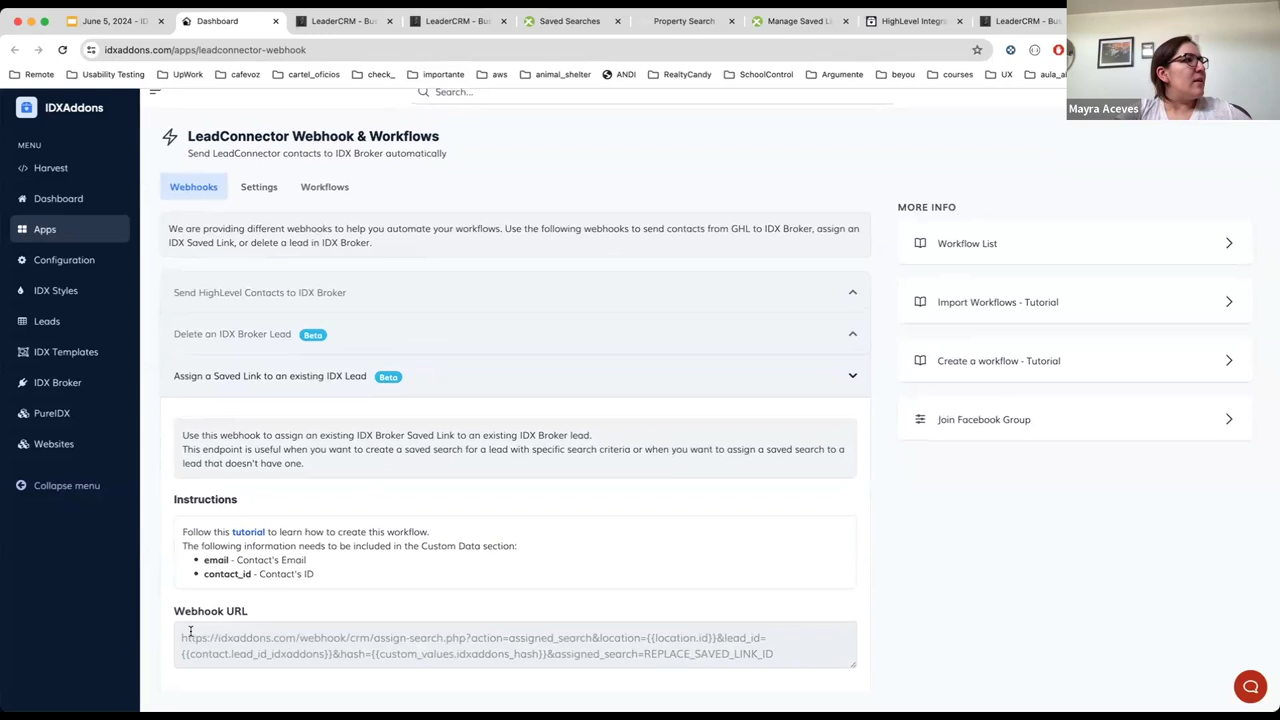 June 5, 2024 - ID
Dashboard
LeaderCRM - Bus
LeaderCRM - Bus
Saved Searches
Property Search
Manage Saved Li
HighLevel Integra
LeaderCRM - Bus
idxaddons.com/apps/leadconnector-webhook
Remote
Usability Testing
UpWork
cafevoz
cartel_oficios
check_
importante
aws
animal_shelter
ANDI
RealtyCandy
SchoolControl
Argumente
beyou
courses
UX
aula_al
Mayra Aceves
IDXAddons
Search...
MENU
Harvest
Dashboard
Apps
Configuration
IDX Styles
Leads
IDX Templates
IDX Broker
PureIDX
Websites
Collapse menu
LeadConnector Webhook & Workflows
Send LeadConnector contacts to IDX Broker automatically
Webhooks
Settings
Workflows
We are providing different webhooks to help you automate your workflows. Use the following webhooks to send contacts from GHL to IDX Broker, assign an
IDX Saved Link, or delete a lead in IDX Broker.
Send HighLevel Contacts to IDX Broker
Delete an IDX Broker Lead Beta
Assign a Saved Link to an existing IDX Lead Beta
Use this webhook to assign an existing IDX Broker Saved Link to an existing IDX Broker lead.
This endpoint is useful when you want to create a saved search for a lead with specific search criteria or when you want to assign a saved search to a
lead that doesn't have one.
Instructions
Follow this tutorial to learn how to create this workflow.
The following information needs to be included in the Custom Data section:
• email - Contact's Email
• contact_id - Contact's ID
Webhook URL
https://idxaddons.com/webhook/crm/assign-search.php?action=assigned_search&location={{location.id}}&lead_id=
{{contact.lead_id_idxaddons}}&hash={{custom_values.idxaddons_hash}}&assigned_search=REPLACE_SAVED_LINK_ID
MORE INFO
Workflow List
Import Workflows - Tutorial
Create a workflow - Tutorial
Join Facebook Group